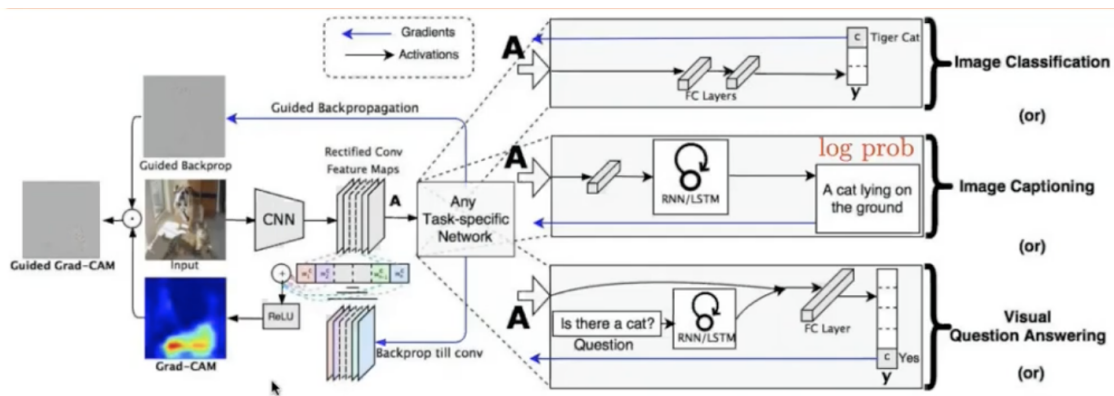 Gradients
Activations
Guided Backpropagation
Guided Backprop
Rectified Conv
Feature Maps
A
Any
Task-specific
Network
CNN
Input
Guided Grad-CAM
ReLU
Grad-CAM
Backprop till conv
A
c
Tiger Cat
FC Layers
y
Image Classification
(or)
A
RNN/LSTM
log prob
A cat lying on
the ground
Image Captioning
(or)
A
Is there a cat?
Question
RNN/LSTM
FC Layer
c
Yes
y
Visual
Question Answering
(or)